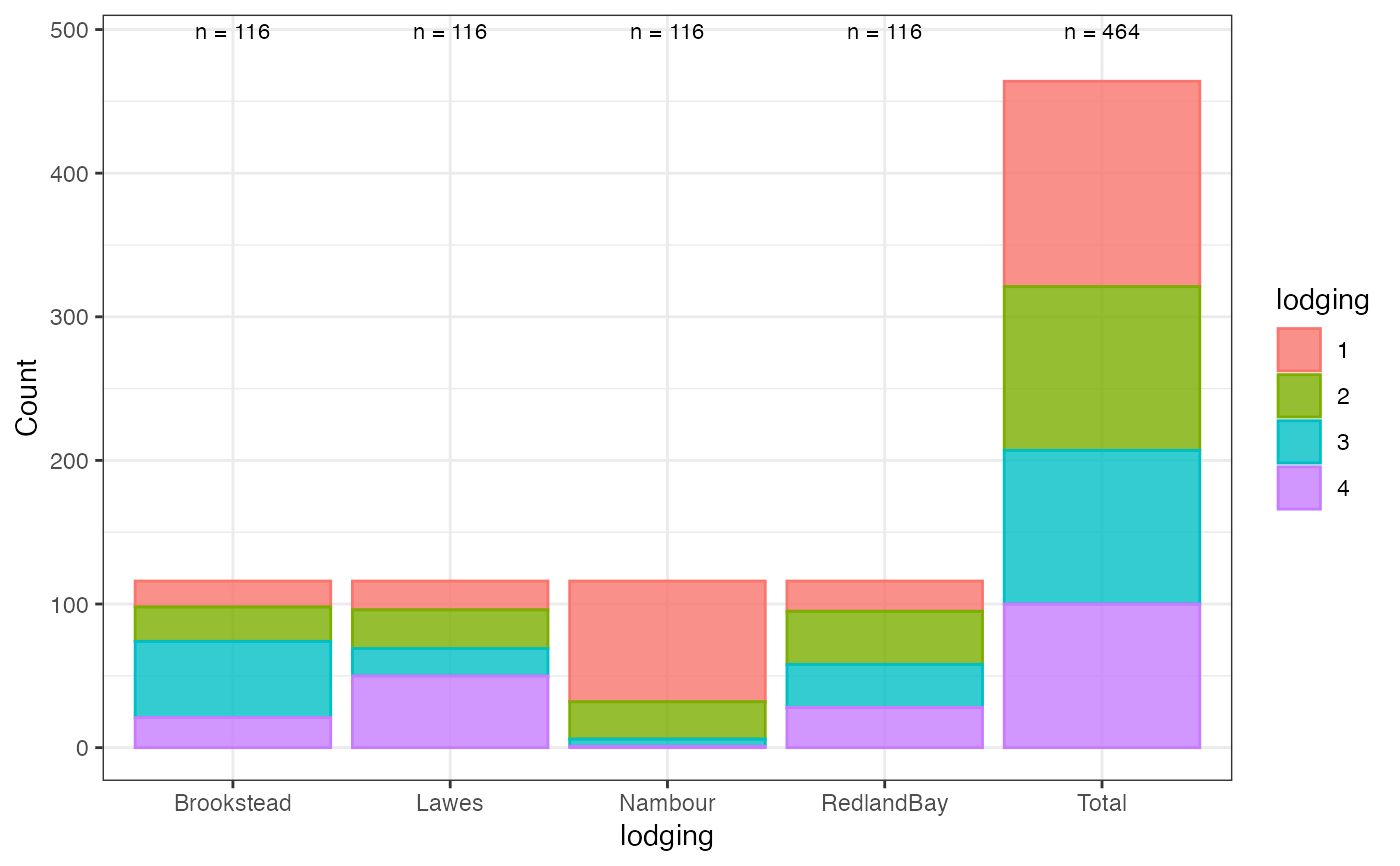 n = 116 n = 116 n = 116 n = 116 n = 464
500
400
300
200
100
0
Count
Brookstead Lawes Nambour RedlandBay Total
lodging
lodging
1
2
3
4